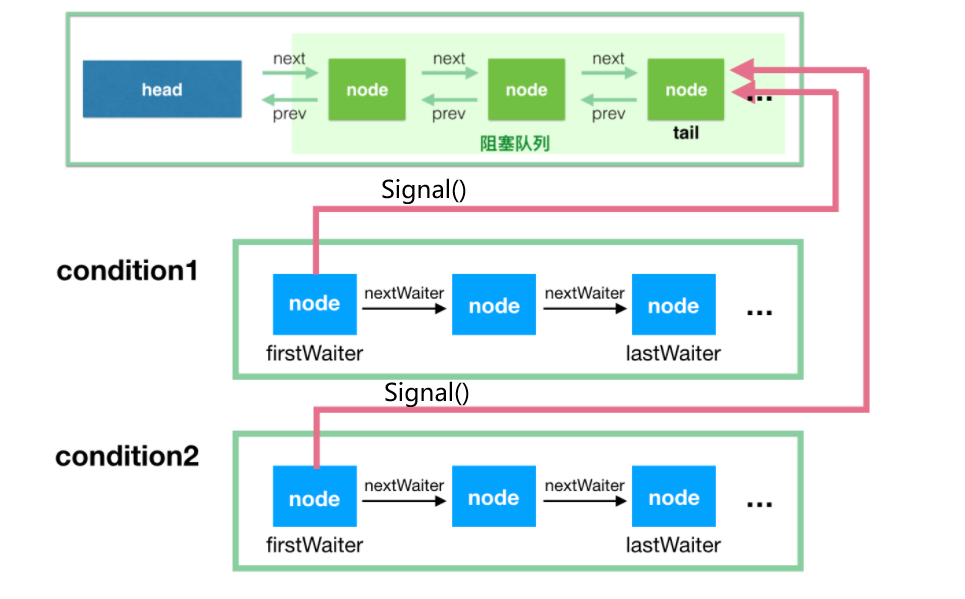 next next next
head node node node ...
prev prev prev
tail
阻塞队列
Signal()
condition1
node nextWaiter node nextWaiter node ...
firstWaiter lastWaiter
Signal()
condition2
node nextWaiter node nextWaiter node ...
firstWaiter lastWaiter